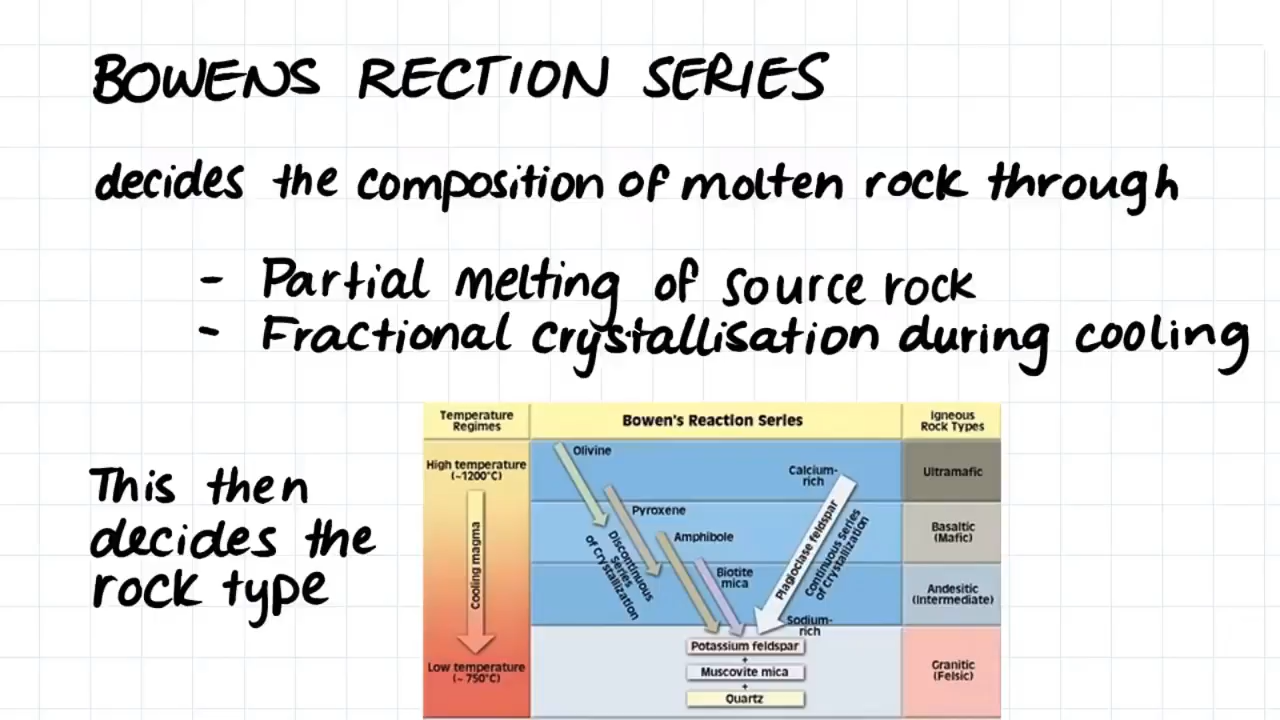 BOWENS RECTION SERIES
decides the composition of molten rock through
- Partial melting of source rock
- Fractional crystallisation during cooling
This then
decides the
rock type
Temperature
Regimes
Bowen's Reaction Series
Igneous
Rock Types
High temperature
(~1200°C)
Cooling magma
Low temperature
(~ 750°C)
Olivine
Pyroxene
Amphibole
Biotite
mica
Discontinuous
Series
of Crystallization
Calcium-
rich
Plagioclase feldspar
Continuous Series
of Crystallization
Sodium-
rich
Potassium feldspar
+
Muscovite mica
+
Quartz
Ultramafic
Basaltic
(Mafic)
Andesitic
(Intermediate)
Granitic
(Felsic)